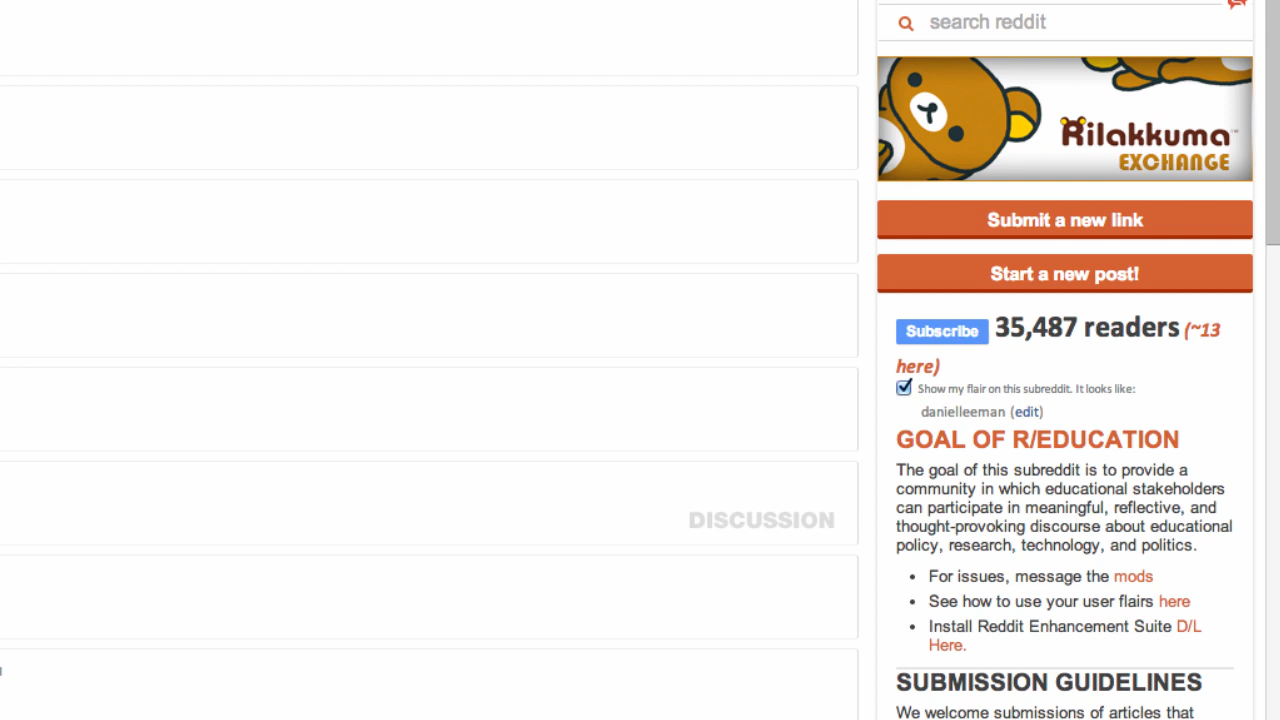 search reddit
Rilakkuma™
EXCHANGE
Submit a new link
Start a new post!
Subscribe 35,487 readers (~13
here)
Show my flair on this subreddit. It looks like:
danielleeman (edit)
GOAL OF R/EDUCATION
The goal of this subreddit is to provide a
community in which educational stakeholders
can participate in meaningful, reflective, and
thought-provoking discourse about educational
policy, research, technology, and politics.
DISCUSSION
• For issues, message the mods
• See how to use your user flairs here
• Install Reddit Enhancement Suite D/L
Here.
SUBMISSION GUIDELINES
We welcome submissions of articles that